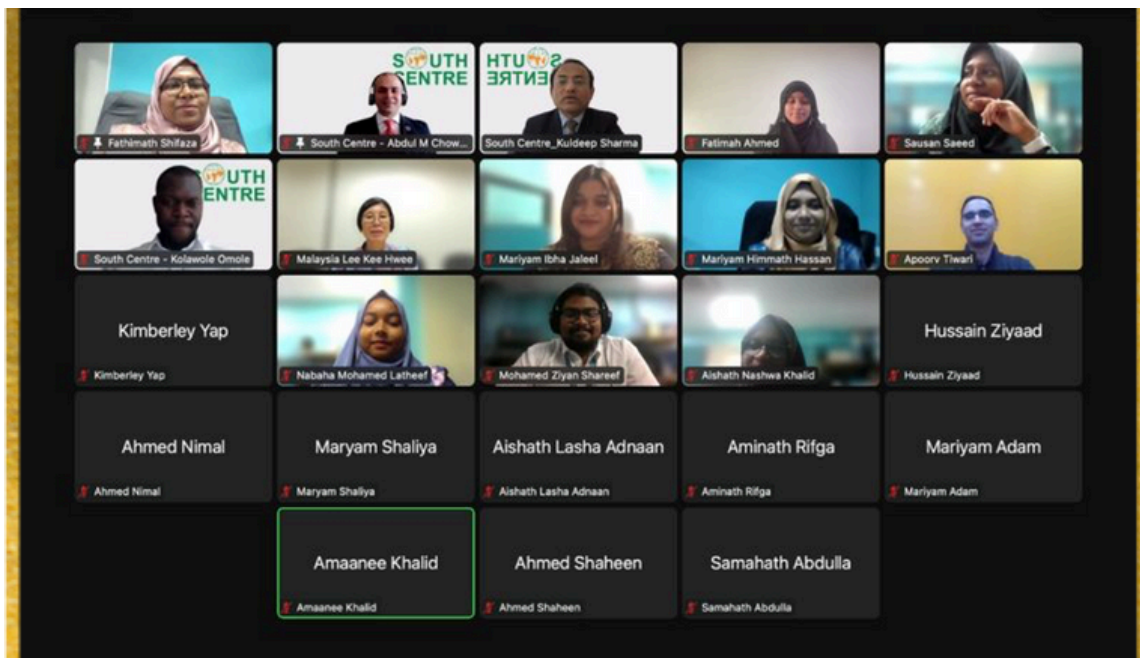 SOUTH
CENTRE
SOUTH
CENTRE
Fathimath Shifaza
South Centre - Abdul M Chow...
South Centre_Kuldeep Sharma
Fatimah Ahmed
Sausan Saeed
UTH
ENTRE
South Centre - Kolawole Omole
Malaysia Lee Kee Hwee
Mariyam Ibha Jaleel
Mariyam Himmath Hassan
Apoorv Tiwari
Kimberley Yap
Hussain Ziyaad
Kimberley Yap
Nabaha Mohamed Latheef
Mohamed Ziyan Shareef
Aishath Nashwa Khalid
Hussain Ziyaad
Ahmed Nimal
Maryam Shaliya
Aishath Lasha Adnaan
Aminath Rifga
Mariyam Adam
Ahmed Nimal
Maryam Shaliya
Aishath Lasha Adnaan
Aminath Rifga
Mariyam Adam
Amaanee Khalid
Ahmed Shaheen
Samahath Abdulla
Amaanee Khalid
Ahmed Shaheen
Samahath Abdulla